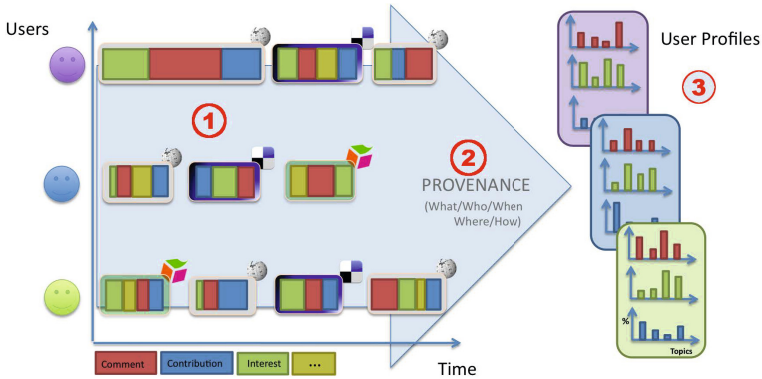 Users
User Profiles
1
2
3
PROVENANCE
(What/Who/When
Where/How)
%
Topics
Comment
Contribution
Interest
...
Time